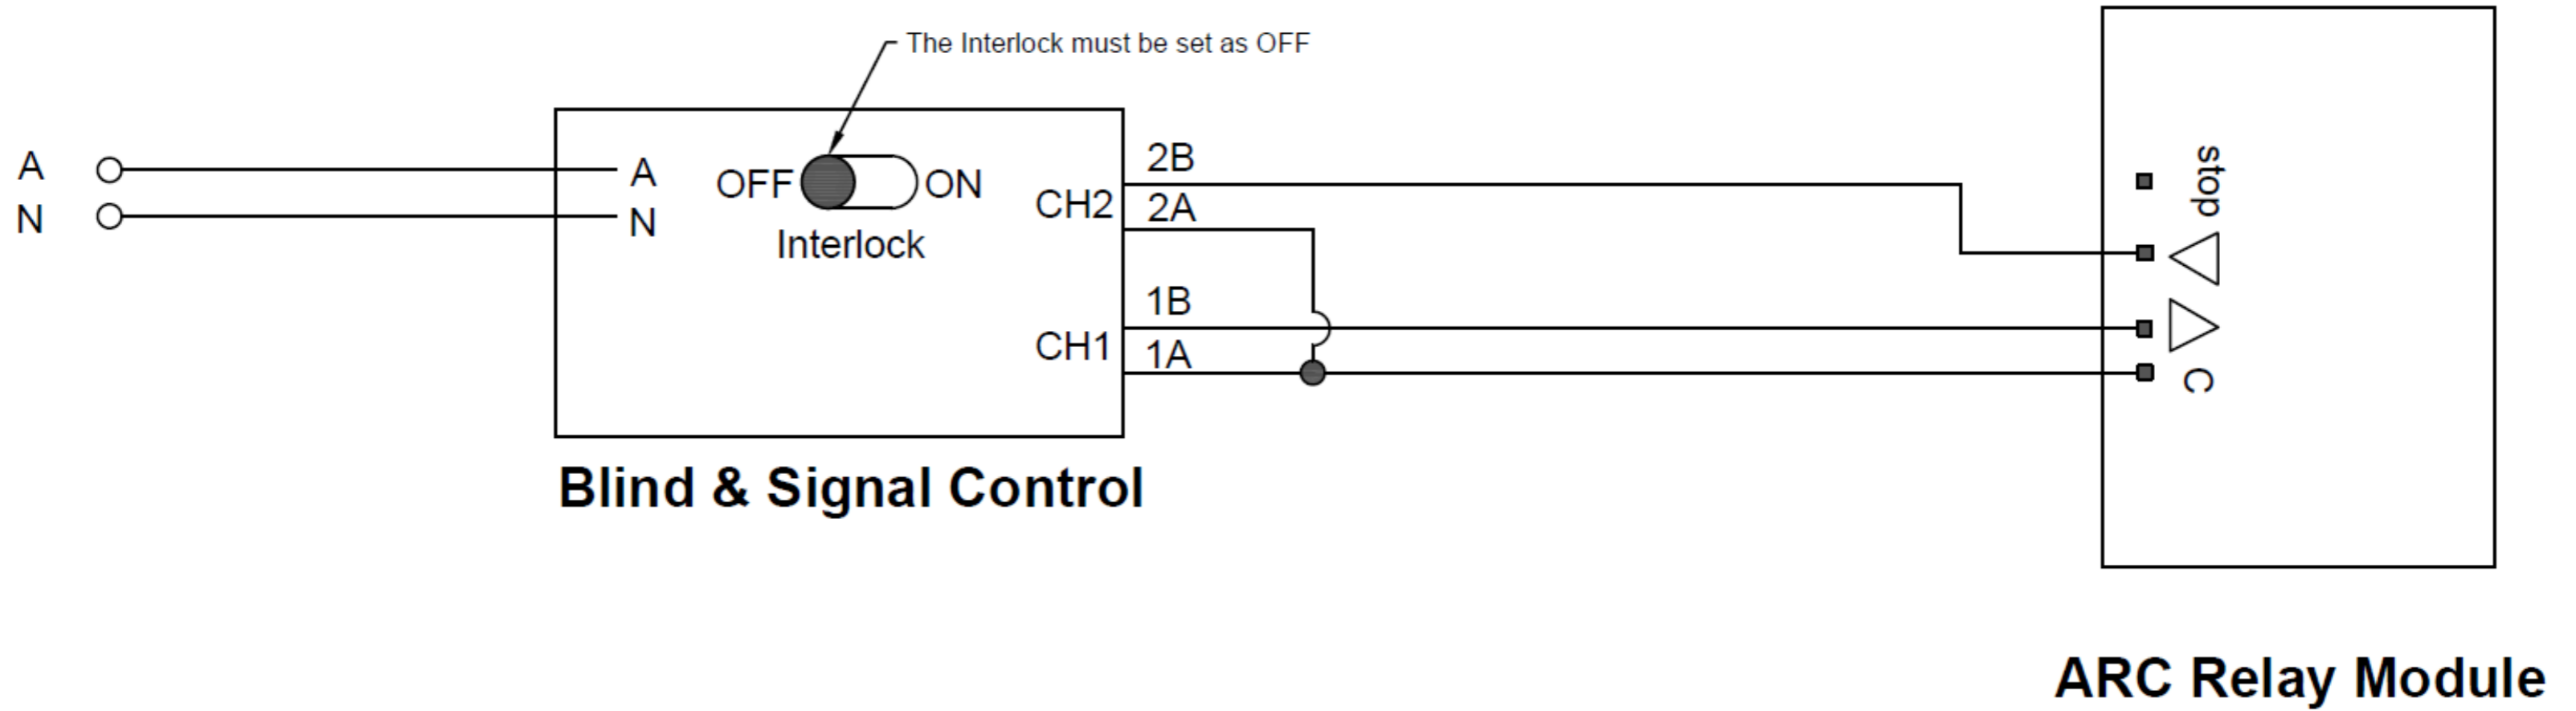 The Interlock must be set as OFF
A
N
A
N
OFF
ON
Interlock
CH2
CH1
2B
2A
1B
1A
stop
C
Blind & Signal Control
ARC Relay Module